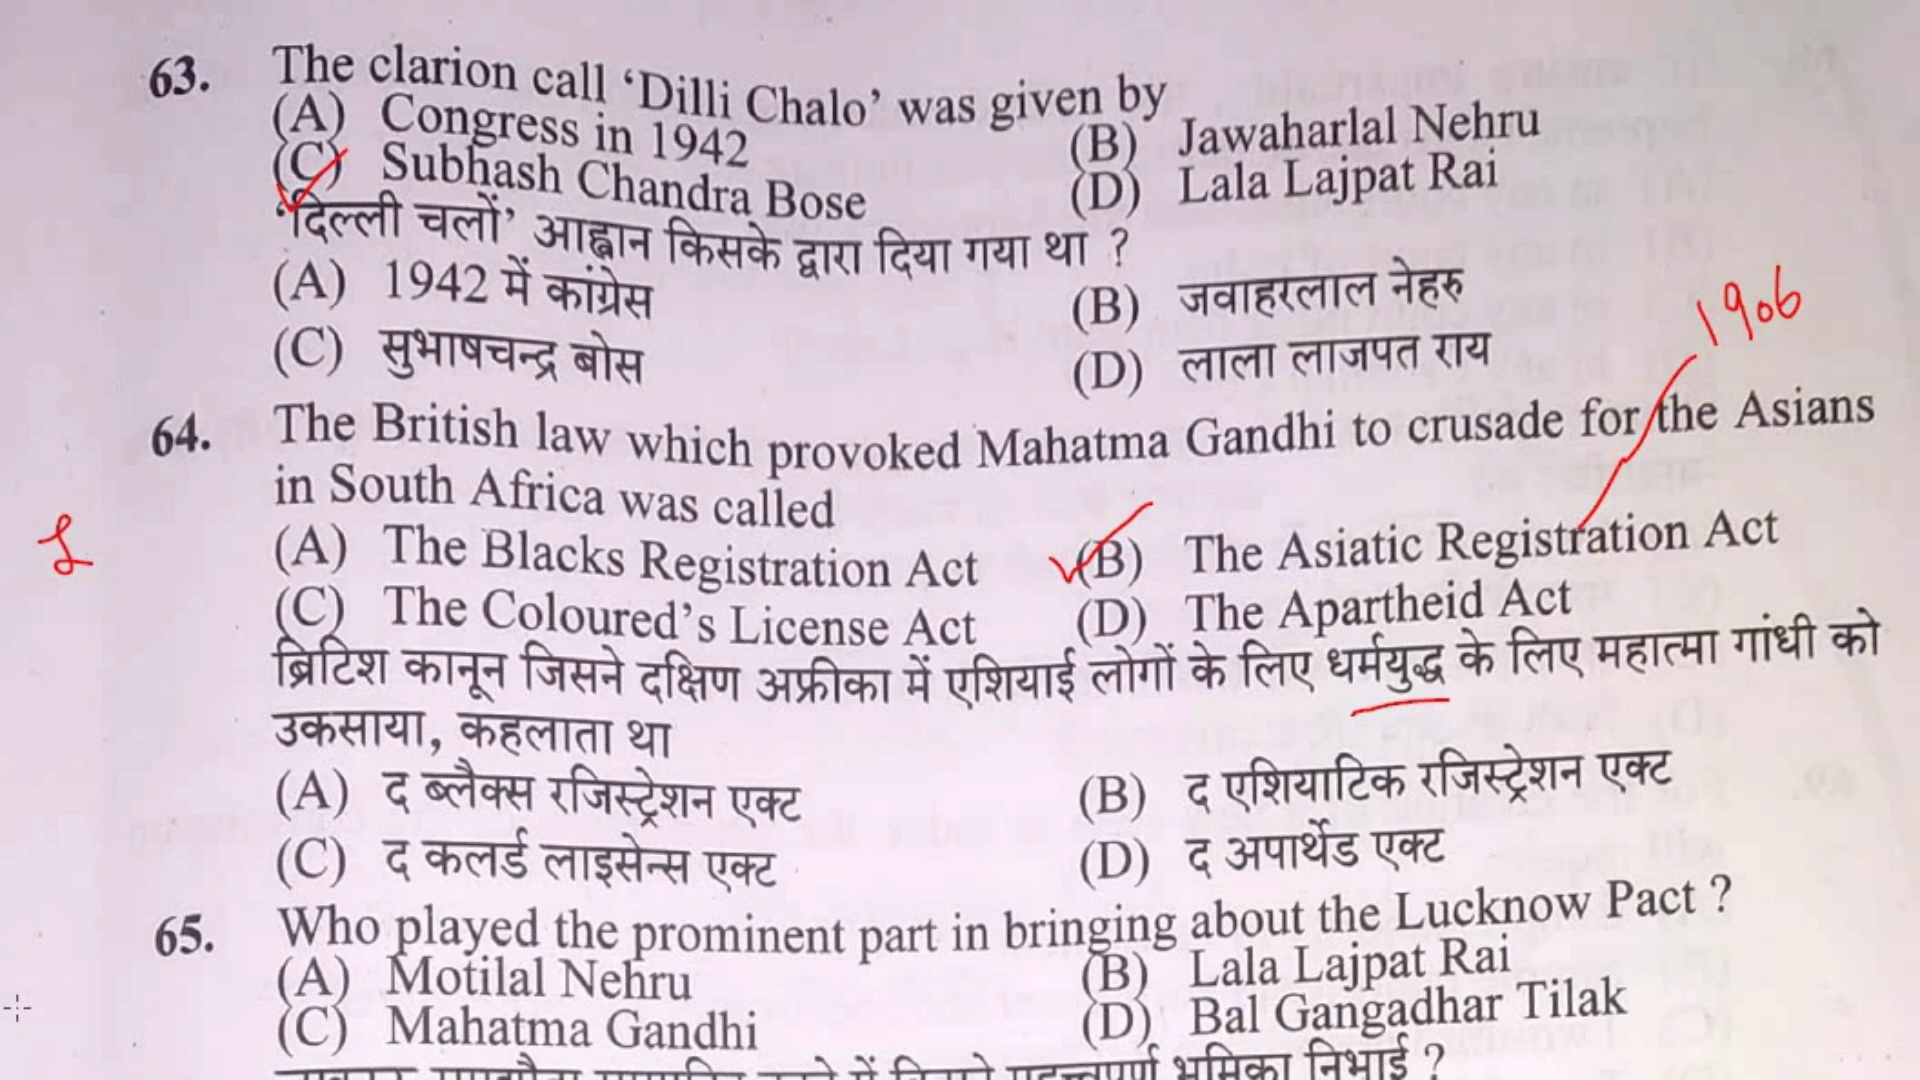 63. The clarion call ‘Dilli Chalo’ was given by
(A) Congress in 1942 (B) Jawaharlal Nehru
(C) Subhash Chandra Bose (D) Lala Lajpat Rai
‘दिल्ली चलों’ आह्वान किसके द्वारा दिया गया था ?
(A) 1942 में कांग्रेस (B) जवाहरलाल नेहरु
(C) सुभाषचन्द्र बोस (D) लाला लाजपत राय
1906
64. The British law which provoked Mahatma Gandhi to crusade for the Asians
in South Africa was called
(A) The Blacks Registration Act (B) The Asiatic Registration Act
(C) The Coloured’s License Act (D) The Apartheid Act
ब्रिटिश कानून जिसने दक्षिण अफ्रीका में एशियाई लोगों के लिए धर्मयुद्ध के लिए महात्मा गांधी को
उकसाया, कहलाता था
(A) द ब्लैक्स रजिस्ट्रेशन एक्ट (B) द एशियाटिक रजिस्ट्रेशन एक्ट
(C) द कलर्ड लाइसेन्स एक्ट (D) द अपार्थेड एक्ट
65. Who played the prominent part in bringing about the Lucknow Pact ?
(A) Motilal Nehru (B) Lala Lajpat Rai
(C) Mahatma Gandhi (D) Bal Gangadhar Tilak
में किसने महत्त्वपूर्ण भूमिका निभाई ?